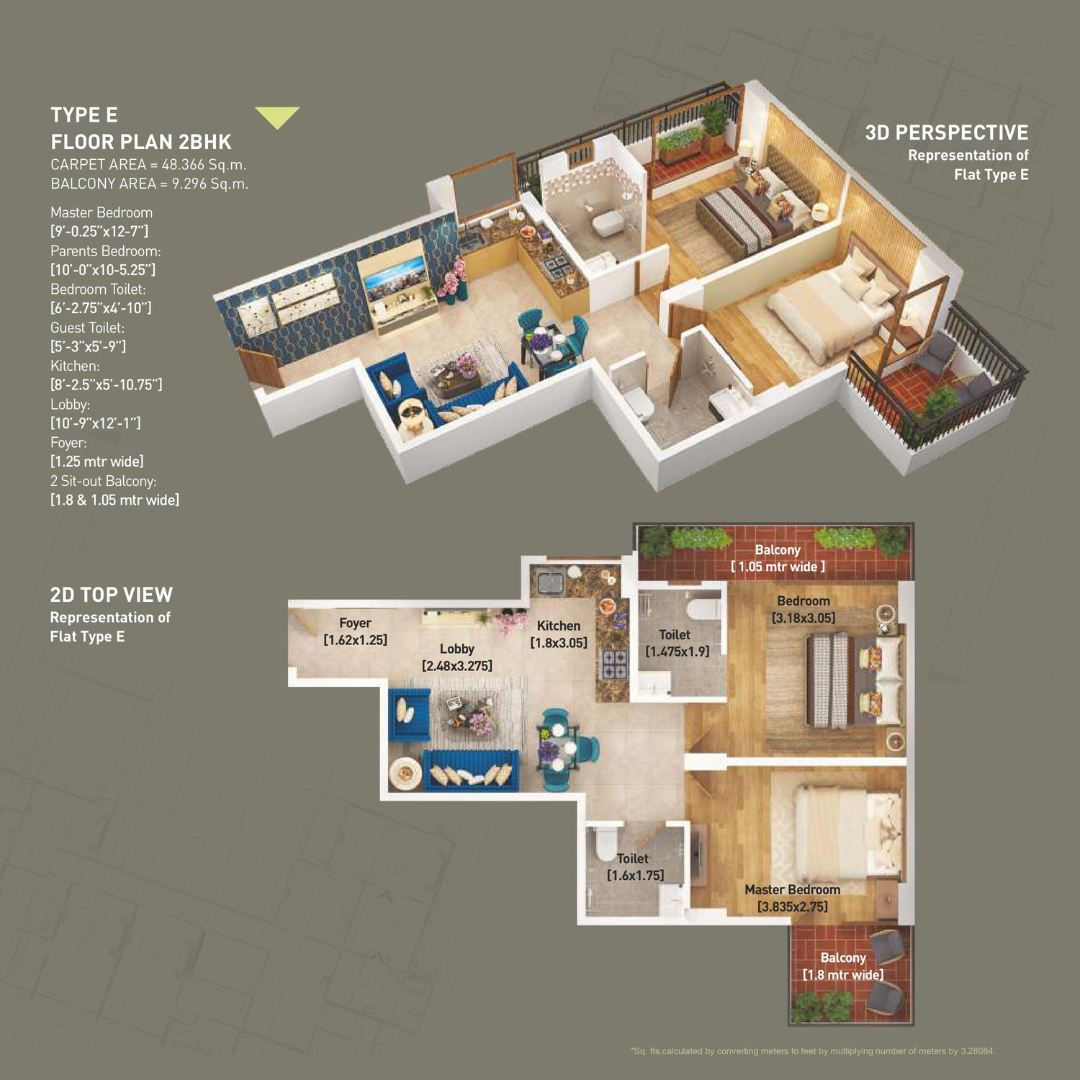 TYPE E
FLOOR PLAN 2BHK
CARPET AREA = 48.366 Sq.m.
BALCONY AREA = 9.296 Sq.m.
Master Bedroom
[9'-0.25"x12-7"]
Parents Bedroom:
[10'-0"x10-5.25"]
Bedroom Toilet:
[6'-2.75"x4'-10"]
Guest Toilet:
[5'-3"x5'-9"]
Kitchen:
[8'-2.5"x5'-10.75"]
Lobby:
[10'-9"x12'-1"]
Foyer:
[1.25 mtr wide]
2 Sit-out Balcony:
[1.8 & 1.05 mtr wide]
3D PERSPECTIVE
Representation of
Flat Type E
2D TOP VIEW
Representation of
Flat Type E
Balcony
[ 1.05 mtr wide ]
Bedroom
[3.18x3.05]
Foyer
[1.62x1.25]
Lobby
[2.48x3.275]
Kitchen
[1.8x3.05]
Toilet
[1.475x1.9]
Toilet
[1.6x1.75]
Master Bedroom
[3.835x2.75]
Balcony
[1.8 mtr wide]
*Sq. fts.calculated by converting meters to feet by multiplying number of meters by 3.28084.